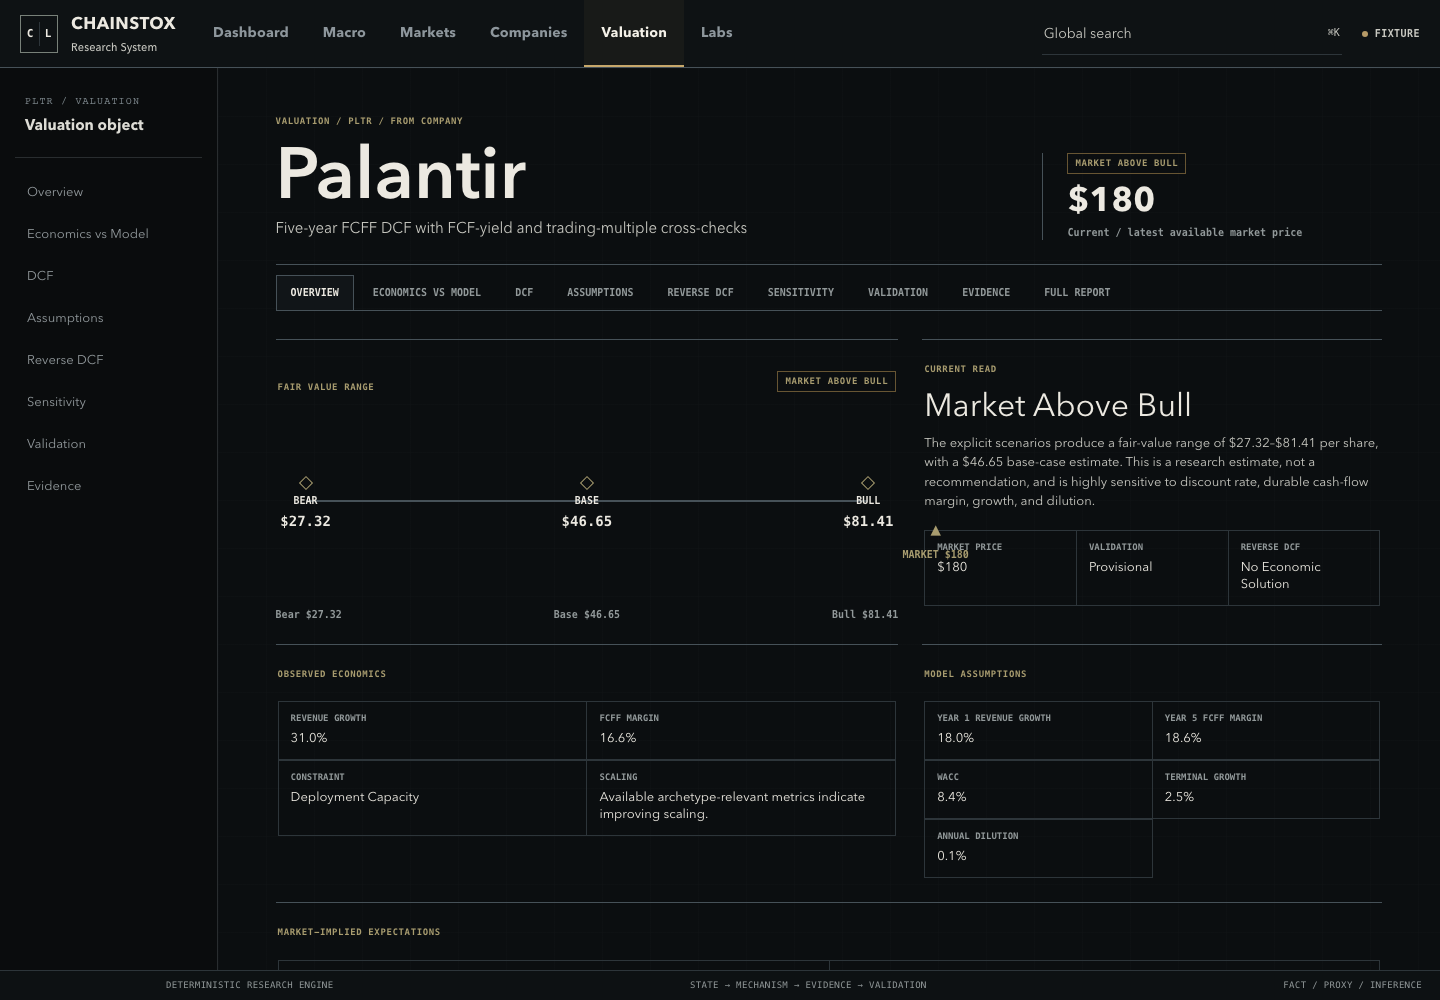 C L
CHAINSTOX
Research System
Dashboard
Macro
Markets
Companies
Valuation
Labs
Global search
⌘K
FIXTURE
PLTR / VALUATION
Valuation object
Overview
Economics vs Model
DCF
Assumptions
Reverse DCF
Sensitivity
Validation
Evidence
VALUATION / PLTR / FROM COMPANY
Palantir
Five-year FCFF DCF with FCF-yield and trading-multiple cross-checks
MARKET ABOVE BULL
$180
Current / latest available market price
OVERVIEW
ECONOMICS VS MODEL
DCF
ASSUMPTIONS
REVERSE DCF
SENSITIVITY
VALIDATION
EVIDENCE
FULL REPORT
FAIR VALUE RANGE
MARKET ABOVE BULL
BEAR
$27.32
BASE
$46.65
BULL
$81.41
MARKET $180
Bear $27.32
Base $46.65
Bull $81.41
CURRENT READ
Market Above Bull
The explicit scenarios produce a fair-value range of $27.32–$81.41 per share,
with a $46.65 base-case estimate. This is a research estimate, not a
recommendation, and is highly sensitive to discount rate, durable cash-flow
margin, growth, and dilution.
MARKET PRICE
$180
VALIDATION
Provisional
REVERSE DCF
No Economic
Solution
OBSERVED ECONOMICS
REVENUE GROWTH
31.0%
FCFF MARGIN
16.6%
CONSTRAINT
Deployment Capacity
SCALING
Available archetype-relevant metrics indicate
improving scaling.
MODEL ASSUMPTIONS
YEAR 1 REVENUE GROWTH
18.0%
YEAR 5 FCFF MARGIN
18.6%
WACC
8.4%
TERMINAL GROWTH
2.5%
ANNUAL DILUTION
0.1%
MARKET-IMPLIED EXPECTATIONS
DETERMINISTIC RESEARCH ENGINE
STATE → MECHANISM → EVIDENCE → VALIDATION
FACT / PROXY / INFERENCE